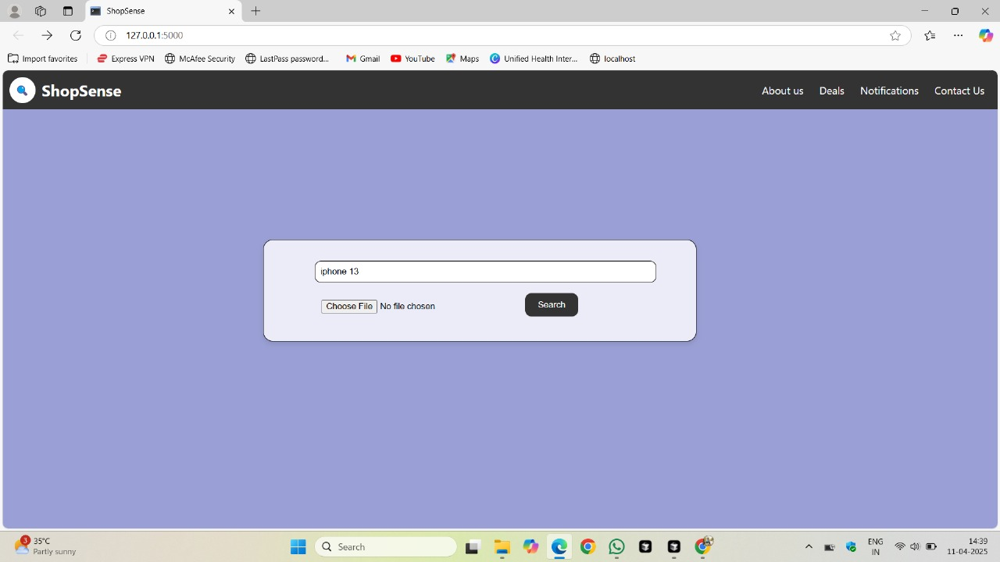 ShopSense
127.0.0.1:5000
Import favorites
Express VPN
McAfee Security
LastPass password...
Gmail
YouTube
Maps
Unified Health Inter...
localhost
ShopSense
About us
Deals
Notifications
Contact Us
iphone 13
Choose File No file chosen
Search
3
35°C
Partly sunny
Search
ENG
IN
14:39
11-04-2025